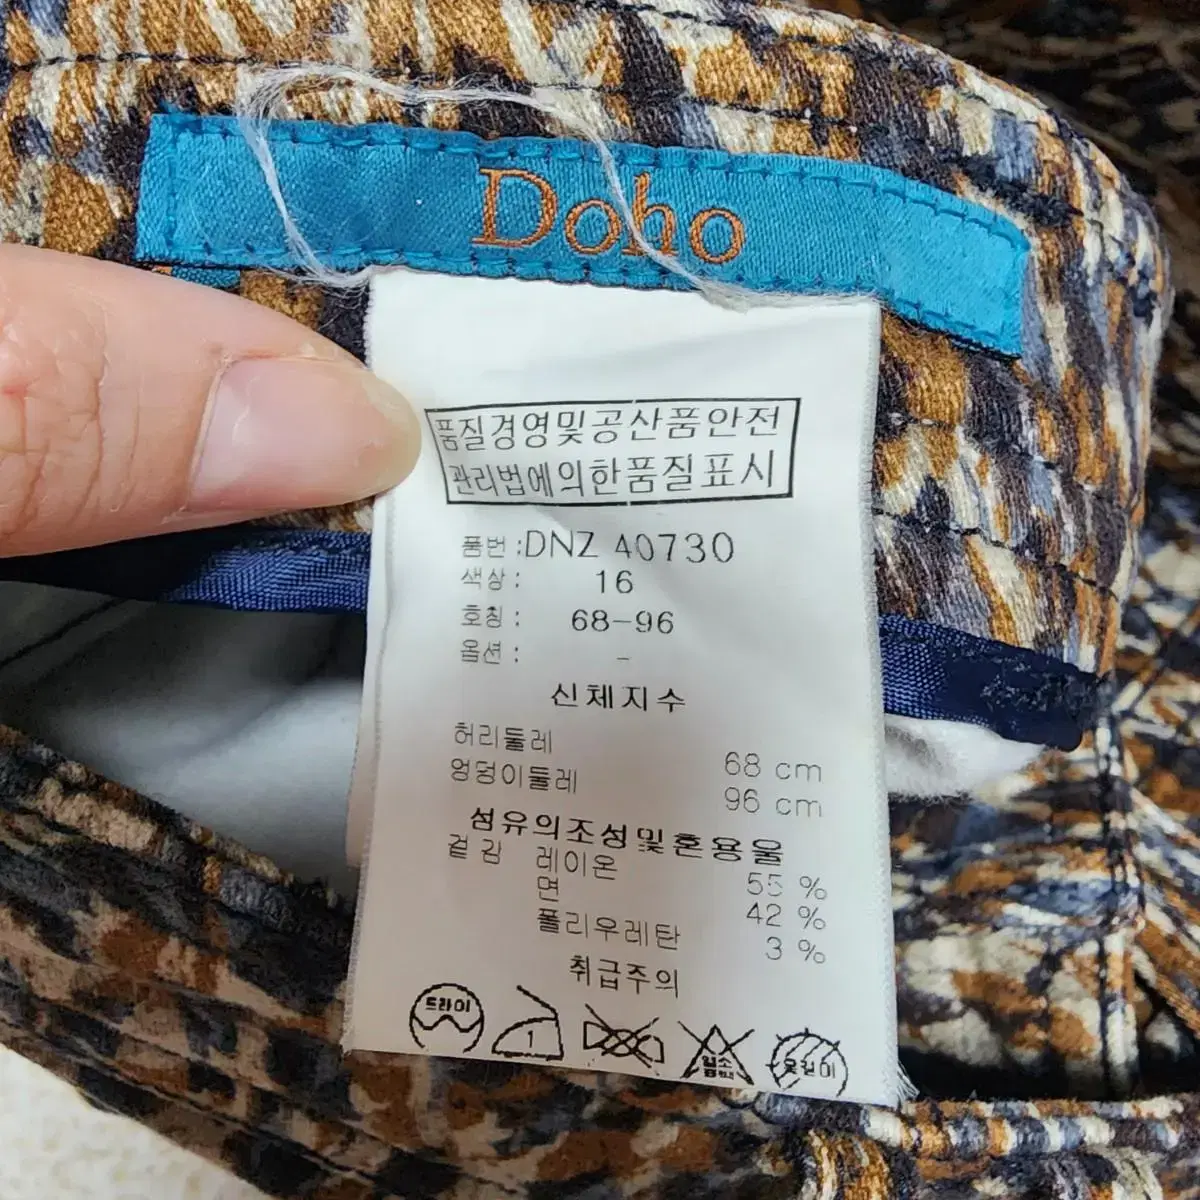 Doho
품질경영및공산품안전
관리법에의한품질표시
품번 : DNZ 40730
색상 : 16
호칭 : 68-96
옵션 : -
신체지수
허리둘레 68 cm
엉덩이둘레 96 cm
섬유의조성및혼용율
겉감 레이온 55 %
면 42 %
폴리우레탄 3 %
취급주의
드라이
1
염소
표백
옷걸이